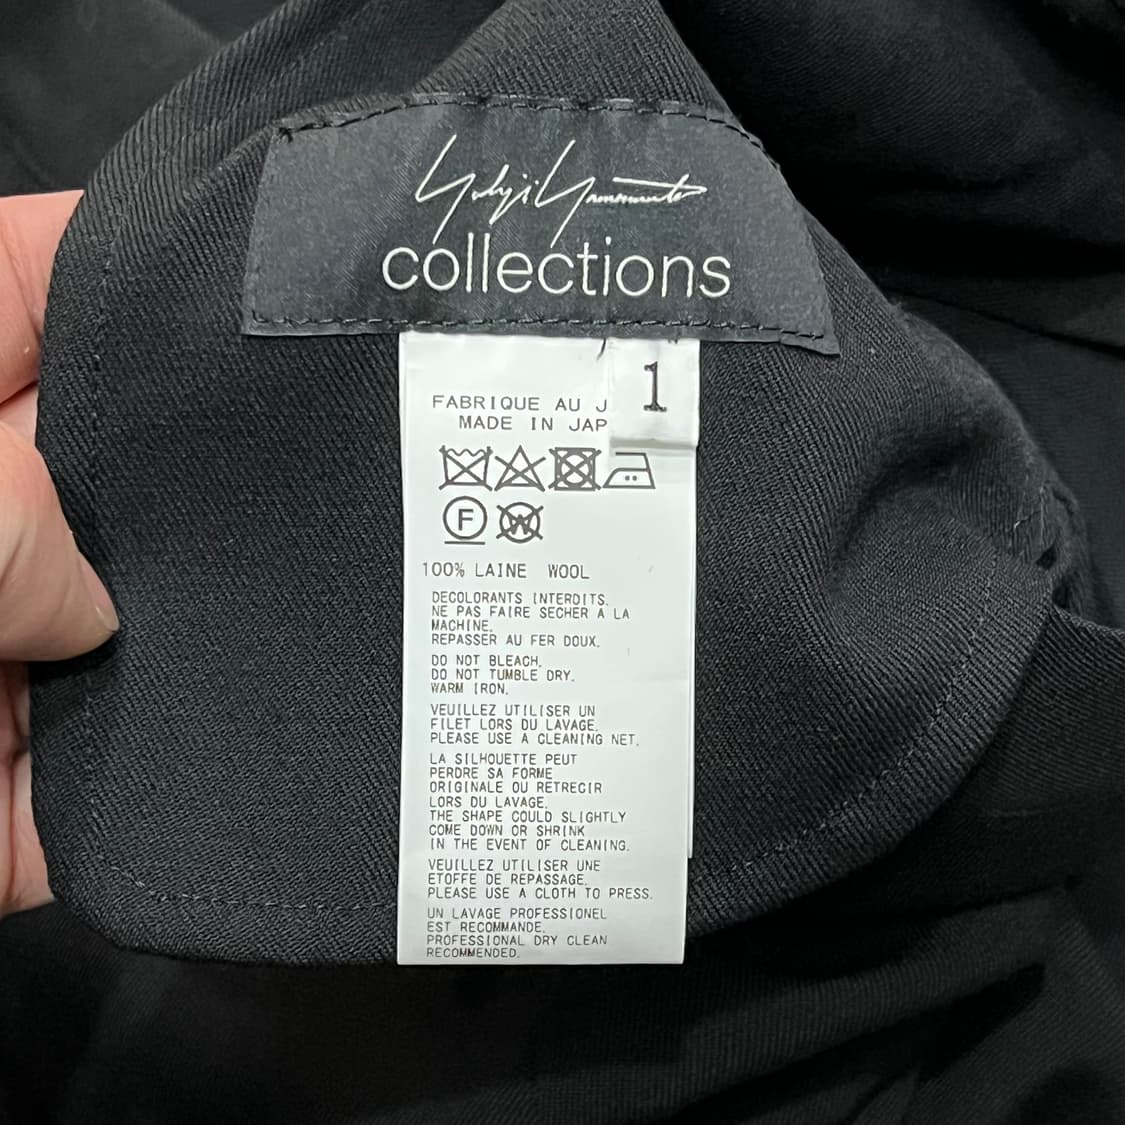 Yohji Yamamoto
collections
1
FABRIQUE AU J
MADE IN JAP
F
W
100% LAINE WOOL
DECOLORANTS INTERDITS.
NE PAS FAIRE SECHER A LA
MACHINE.
REPASSER AU FER DOUX.
DO NOT BLEACH.
DO NOT TUMBLE DRY.
WARM IRON.
VEUILLEZ UTILISER UN
FILET LORS DU LAVAGE.
PLEASE USE A CLEANING NET.
LA SILHOUETTE PEUT
PERDRE SA FORME
ORIGINALE OU RETRECIR
LORS DU LAVAGE.
THE SHAPE COULD SLIGHTLY
COME DOWN OR SHRINK
IN THE EVENT OF CLEANING.
VEUILLEZ UTILISER UNE
ETOFFE DE REPASSAGE.
PLEASE USE A CLOTH TO PRESS.
UN LAVAGE PROFESSIONEL
EST RECOMMANDE.
PROFESSIONAL DRY CLEAN
RECOMMENDED.